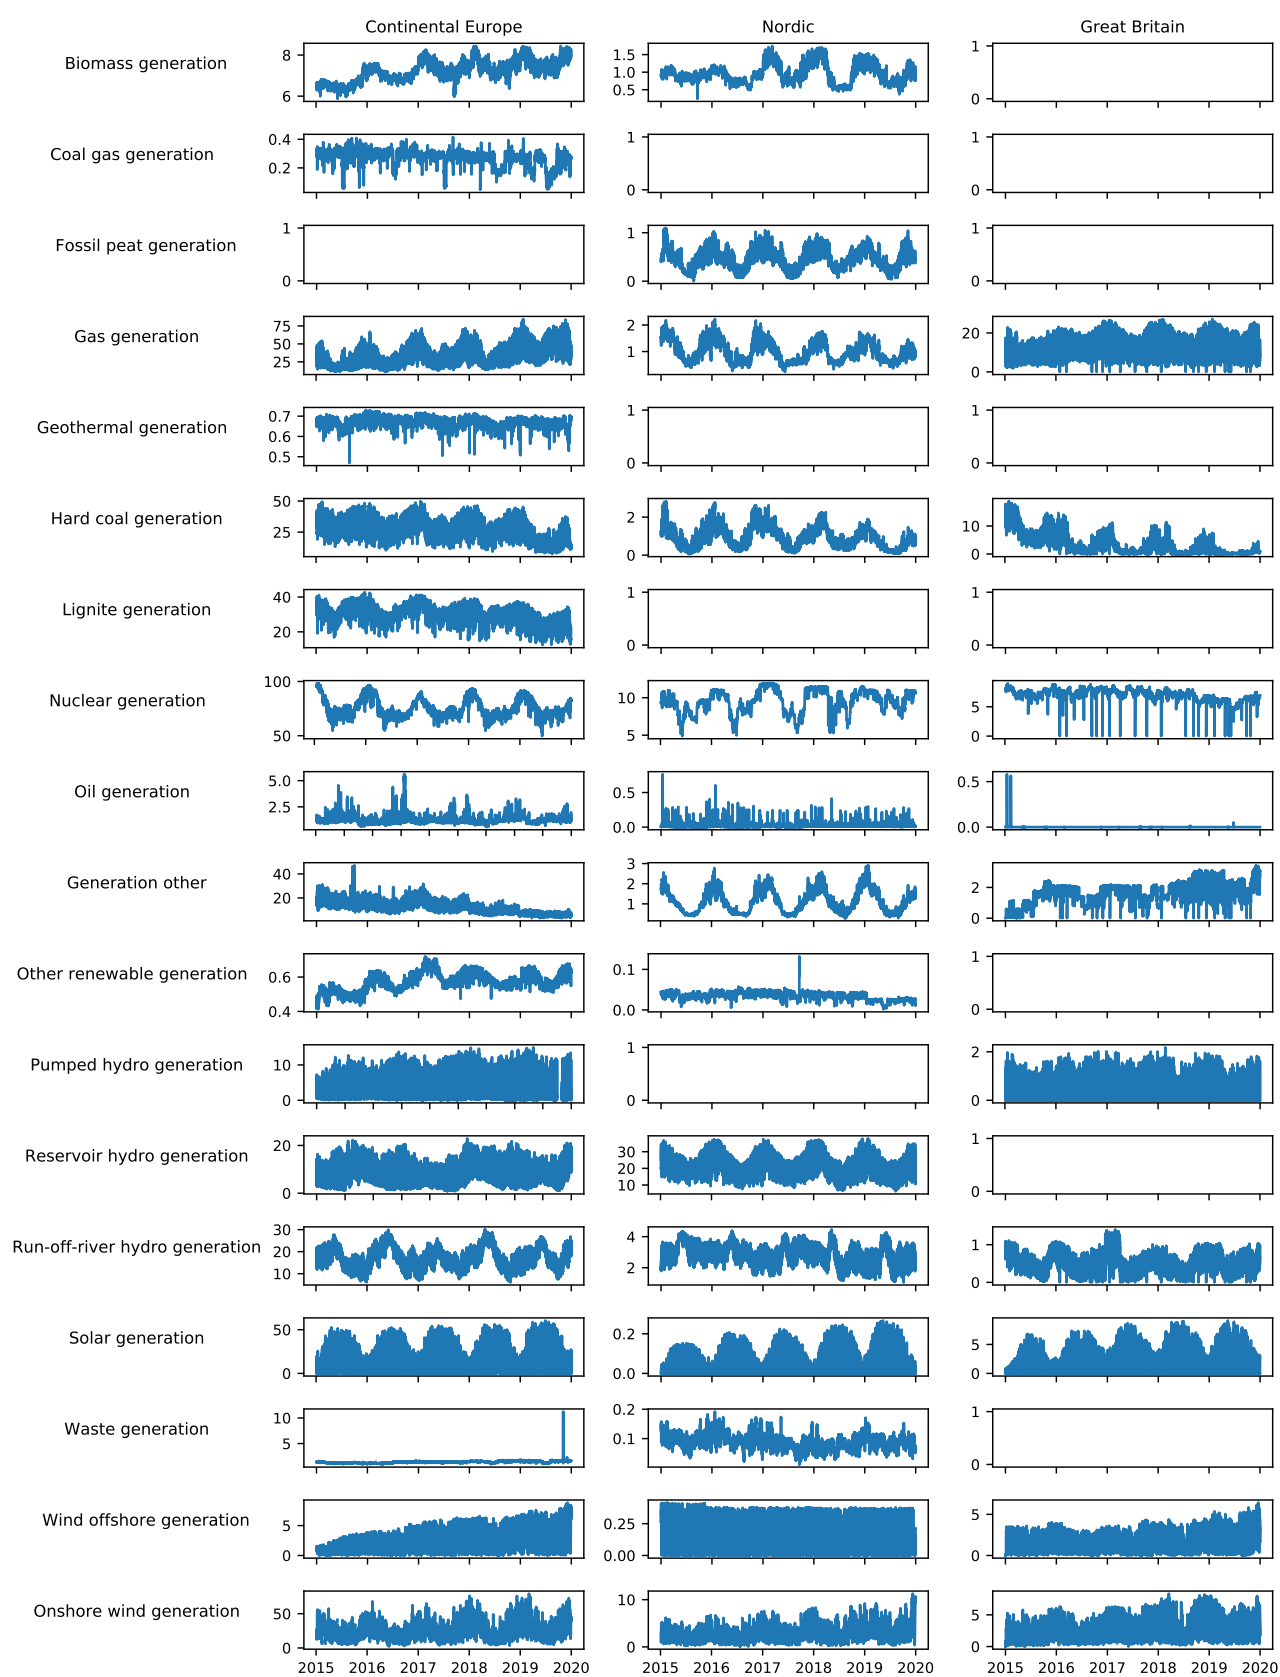 Continental Europe Nordic Great Britain
Biomass generation 8 6 1.5 1.0 0.5 1 0
Coal gas generation 0.4 0.2 1 0 1 0
Fossil peat generation 1 0 1 0 1 0
Gas generation 75 50 25 2 1 20 0
Geothermal generation 0.7 0.6 0.5 1 0 1 0
Hard coal generation 50 25 2 0 10 0
Lignite generation 40 20 1 0 1 0
Nuclear generation 100 50 10 5 5 0
Oil generation 5.0 2.5 0.5 0.0 0.5 0.0
Generation other 40 20 3 2 1 2 0
Other renewable generation 0.6 0.4 0.1 0.0 1 0
Pumped hydro generation 10 0 1 0 2 0
Reservoir hydro generation 20 0 30 20 10 1 0
Run-off-river hydro generation 30 20 10 4 2 1 0
Solar generation 50 0 0.2 0.0 5 0
Waste generation 10 5 0.2 0.1 1 0
Wind offshore generation 5 0 0.25 0.00 5 0
Onshore wind generation 50 0 10 0 5 0
2015 2016 2017 2018 2019 2020 2015 2016 2017 2018 2019 2020 2015 2016 2017 2018 2019 2020